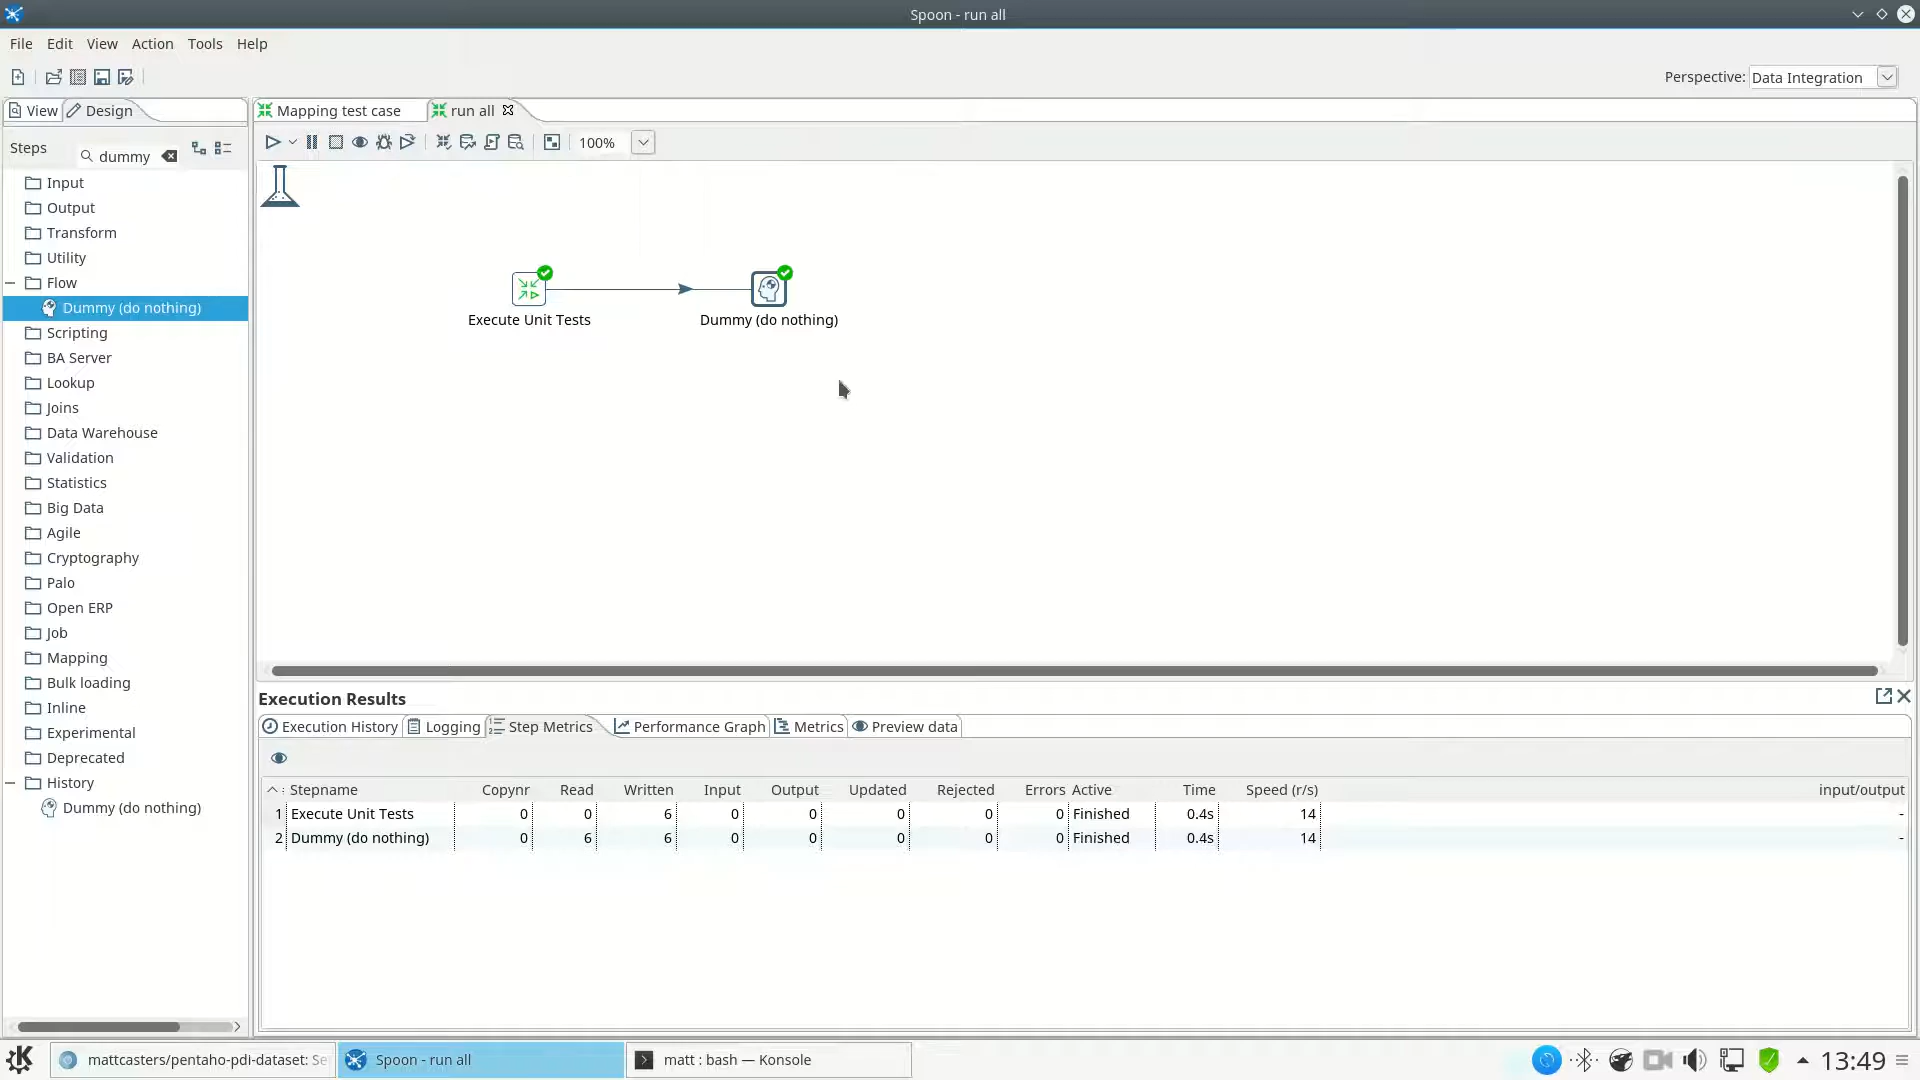 Spoon - run all
File Edit View Action Tools Help
Perspective: Data Integration
View Design
Mapping test case run all
Steps dummy
100%
Input
Output
Transform
Utility
Flow
Dummy (do nothing)
Scripting
BA Server
Lookup
Joins
Data Warehouse
Validation
Statistics
Big Data
Agile
Cryptography
Palo
Open ERP
Job
Mapping
Bulk loading
Inline
Experimental
Deprecated
History
Dummy (do nothing)
Execute Unit Tests Dummy (do nothing)
Execution Results
Execution History Logging Step Metrics Performance Graph Metrics Preview data
Stepname Copynr Read Written Input Output Updated Rejected Errors Active Time Speed (r/s) input/output
1 Execute Unit Tests 0 0 6 0 0 0 0 0 Finished 0.4s 14 -
2 Dummy (do nothing) 0 6 6 0 0 0 0 0 Finished 0.4s 14 -
mattcasters/pentaho-pdi-dataset: Se Spoon - run all matt : bash — Konsole 13:49